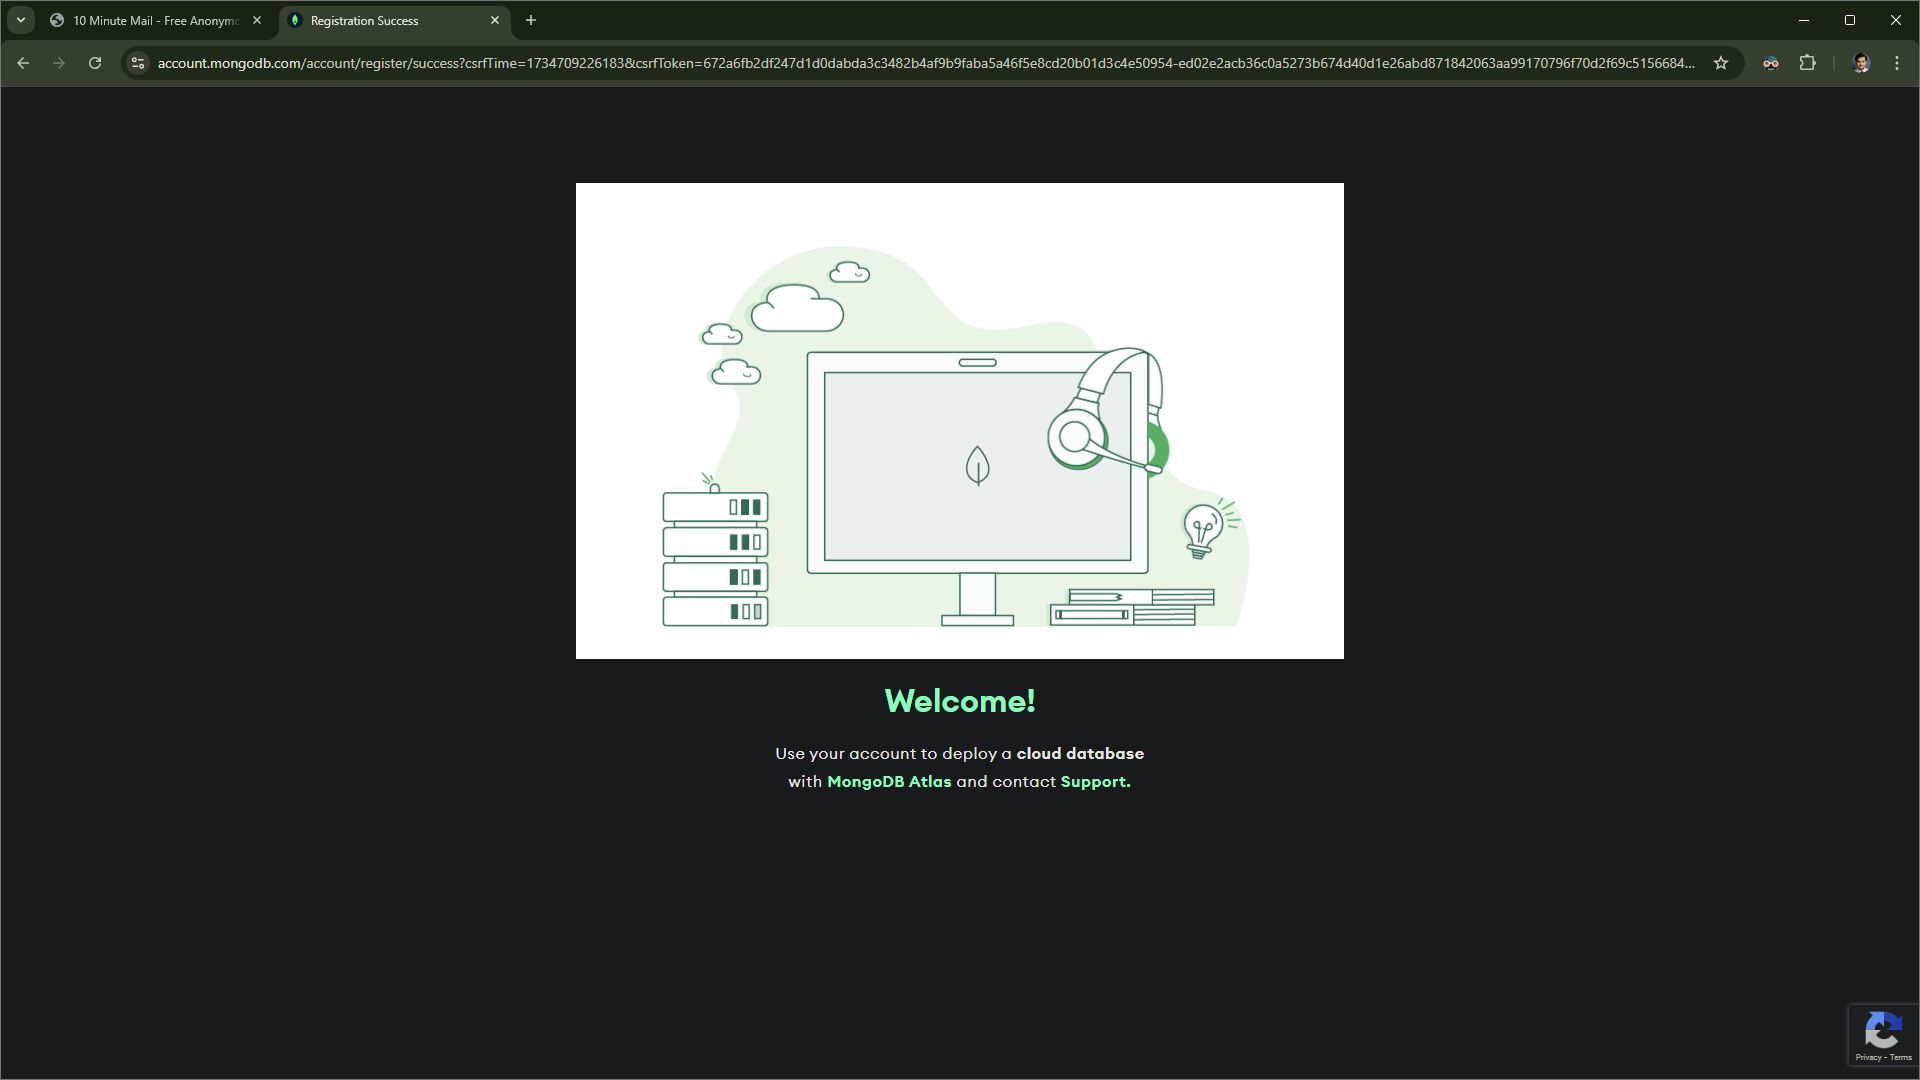 10 Minute Mail - Free Anonymo
Registration Success
account.mongodb.com/account/register/success?csrfTime=1734709226183&csrfToken=672a6fb2df247d1d0dabda3c3482b4af9b9faba5a46f5e8cd20b01d3c4e50954-ed02e2acb36c0a5273b674d40d1e26abd871842063aa99170796f70d2f69c5156684...
Welcome!
Use your account to deploy a cloud database
with MongoDB Atlas and contact Support.
Privacy - Terms